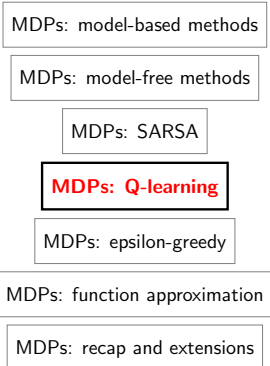 MDPs: model-based methods
MDPs: model-free methods
MDPs: SARSA
MDPs: Q-learning
MDPs: epsilon-greedy
MDPs: function approximation
MDPs: recap and extensions